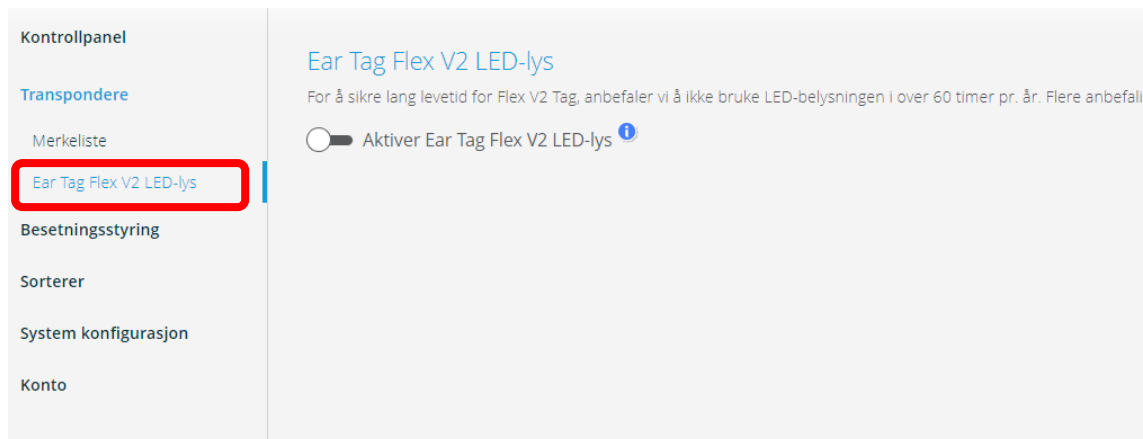 Kontrollpanel
Transpondere
Merkeliste
Ear Tag Flex V2 LED-lys
Besetningsstyring
Sorterer
System konfigurasjon
Konto
Ear Tag Flex V2 LED-lys
For å sikre lang levetid for Flex V2 Tag, anbefaler vi å ikke bruke LED-belysningen i over 60 timer pr. år. Flere
Aktiver Ear Tag Flex V2 LED-lys